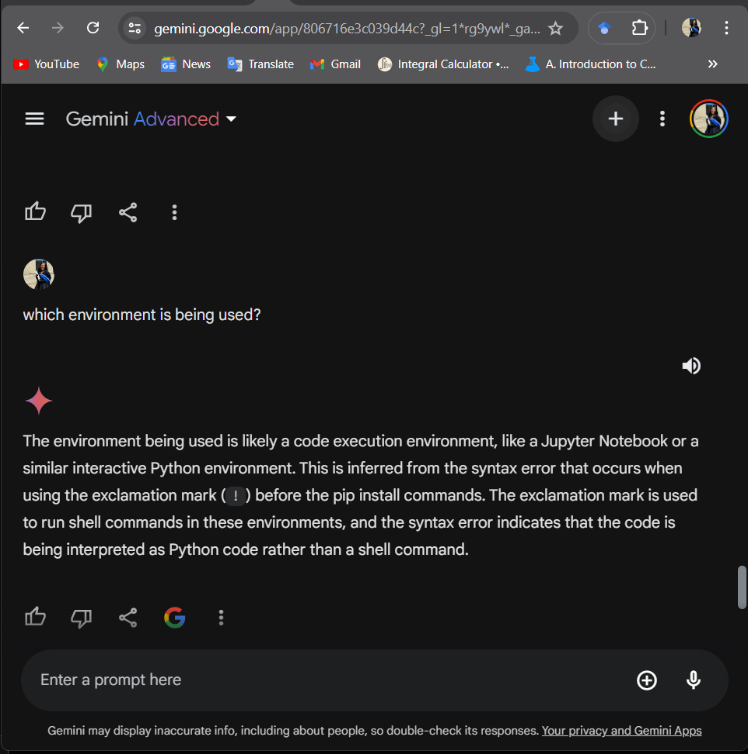 gemini.google.com/app/806716e3c039d44c?_gl=1*rg9ywl*_ga...
YouTube Maps News Translate Gmail Integral Calculator •... A. Introduction to C... »
Gemini Advanced
which environment is being used?
The environment being used is likely a code execution environment, like a Jupyter Notebook or a
similar interactive Python environment. This is inferred from the syntax error that occurs when
using the exclamation mark ( ! ) before the pip install commands. The exclamation mark is used
to run shell commands in these environments, and the syntax error indicates that the code is
being interpreted as Python code rather than a shell command.
Enter a prompt here
Gemini may display inaccurate info, including about people, so double-check its responses. Your privacy and Gemini Apps